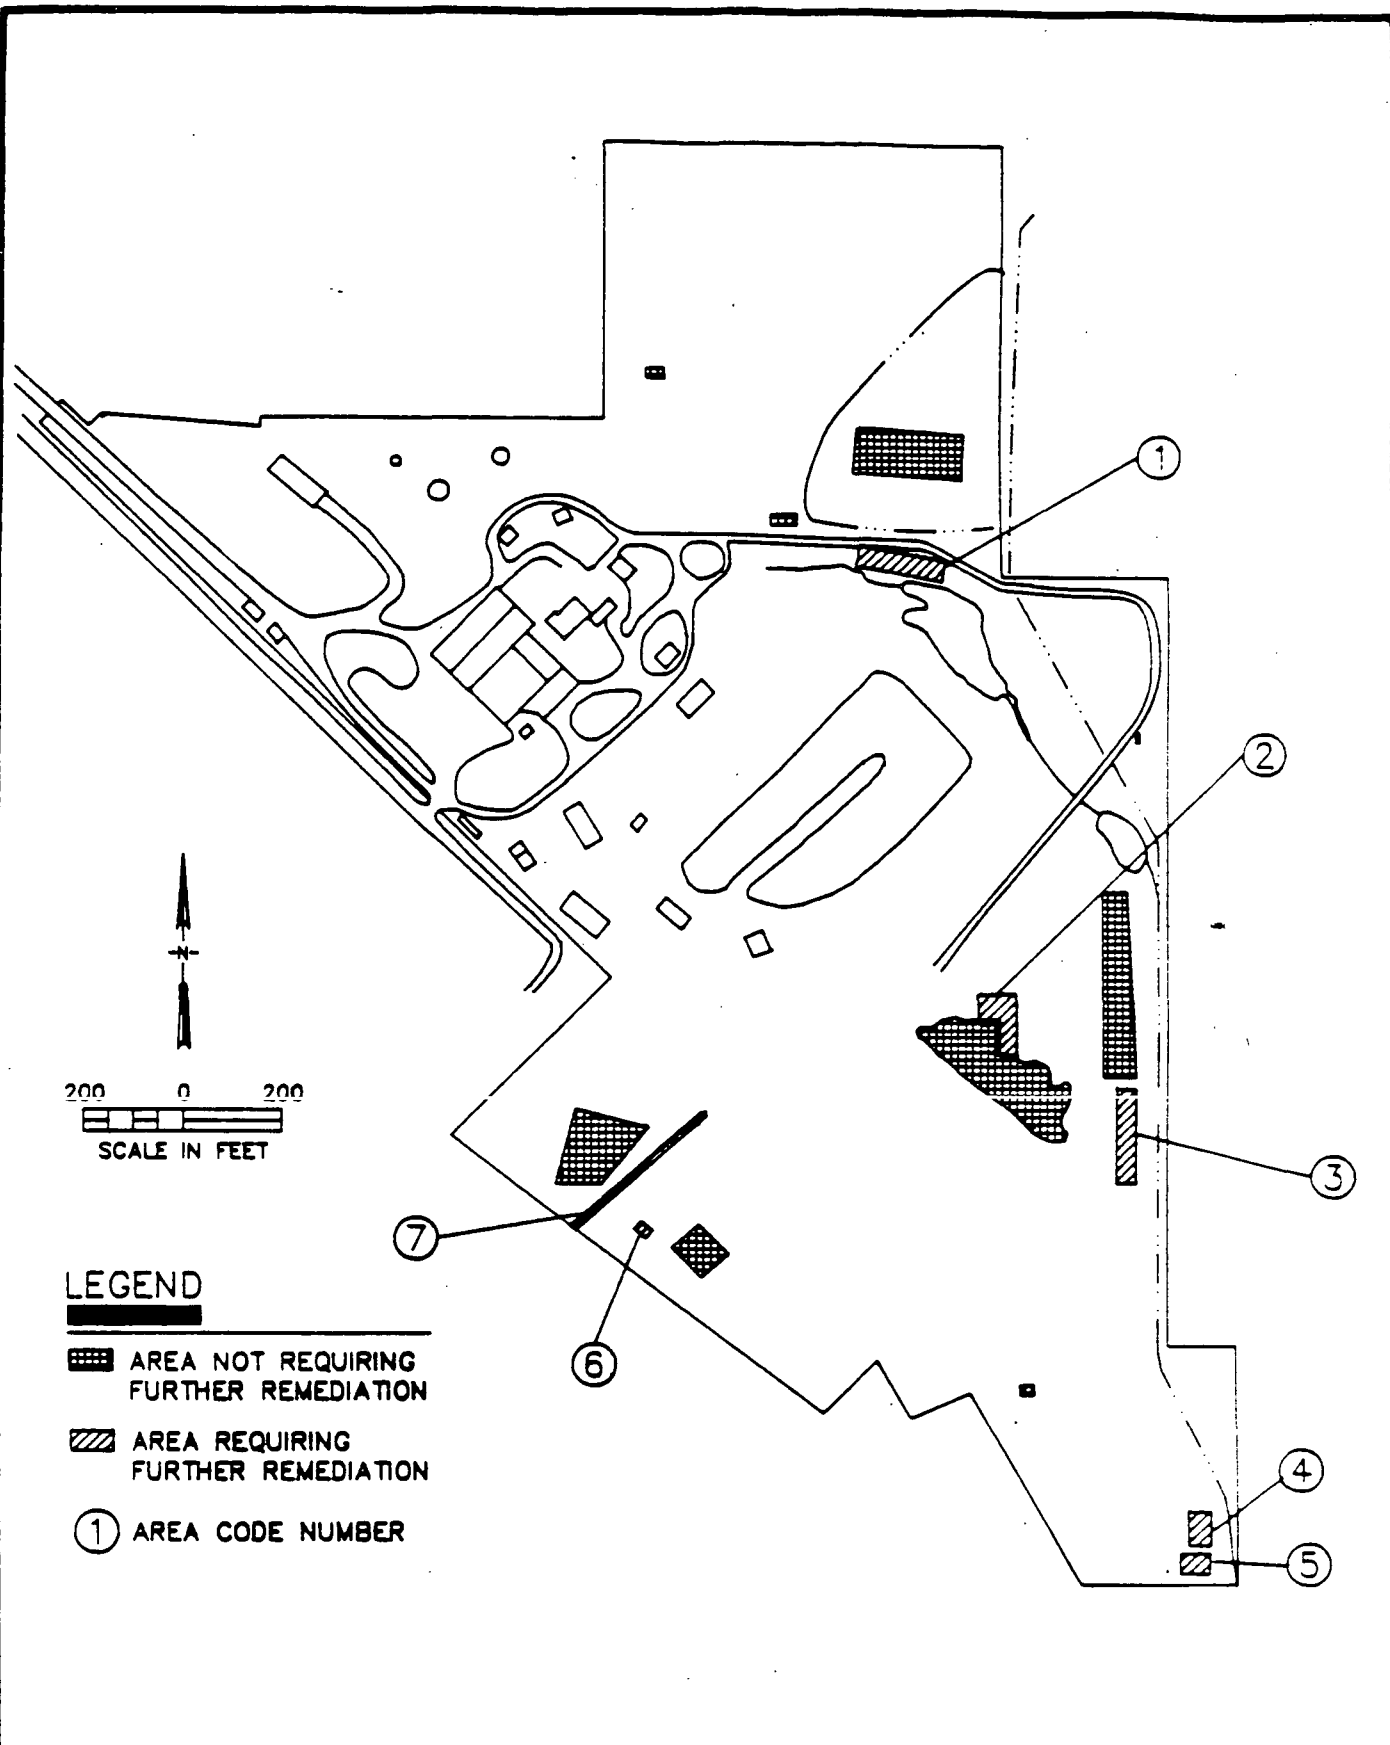 1
2
N
200 0 200
SCALE IN FEET
3
7
6
LEGEND
AREA NOT REQUIRING
FURTHER REMEDIATION
AREA REQUIRING
FURTHER REMEDIATION
4
1 AREA CODE NUMBER
5